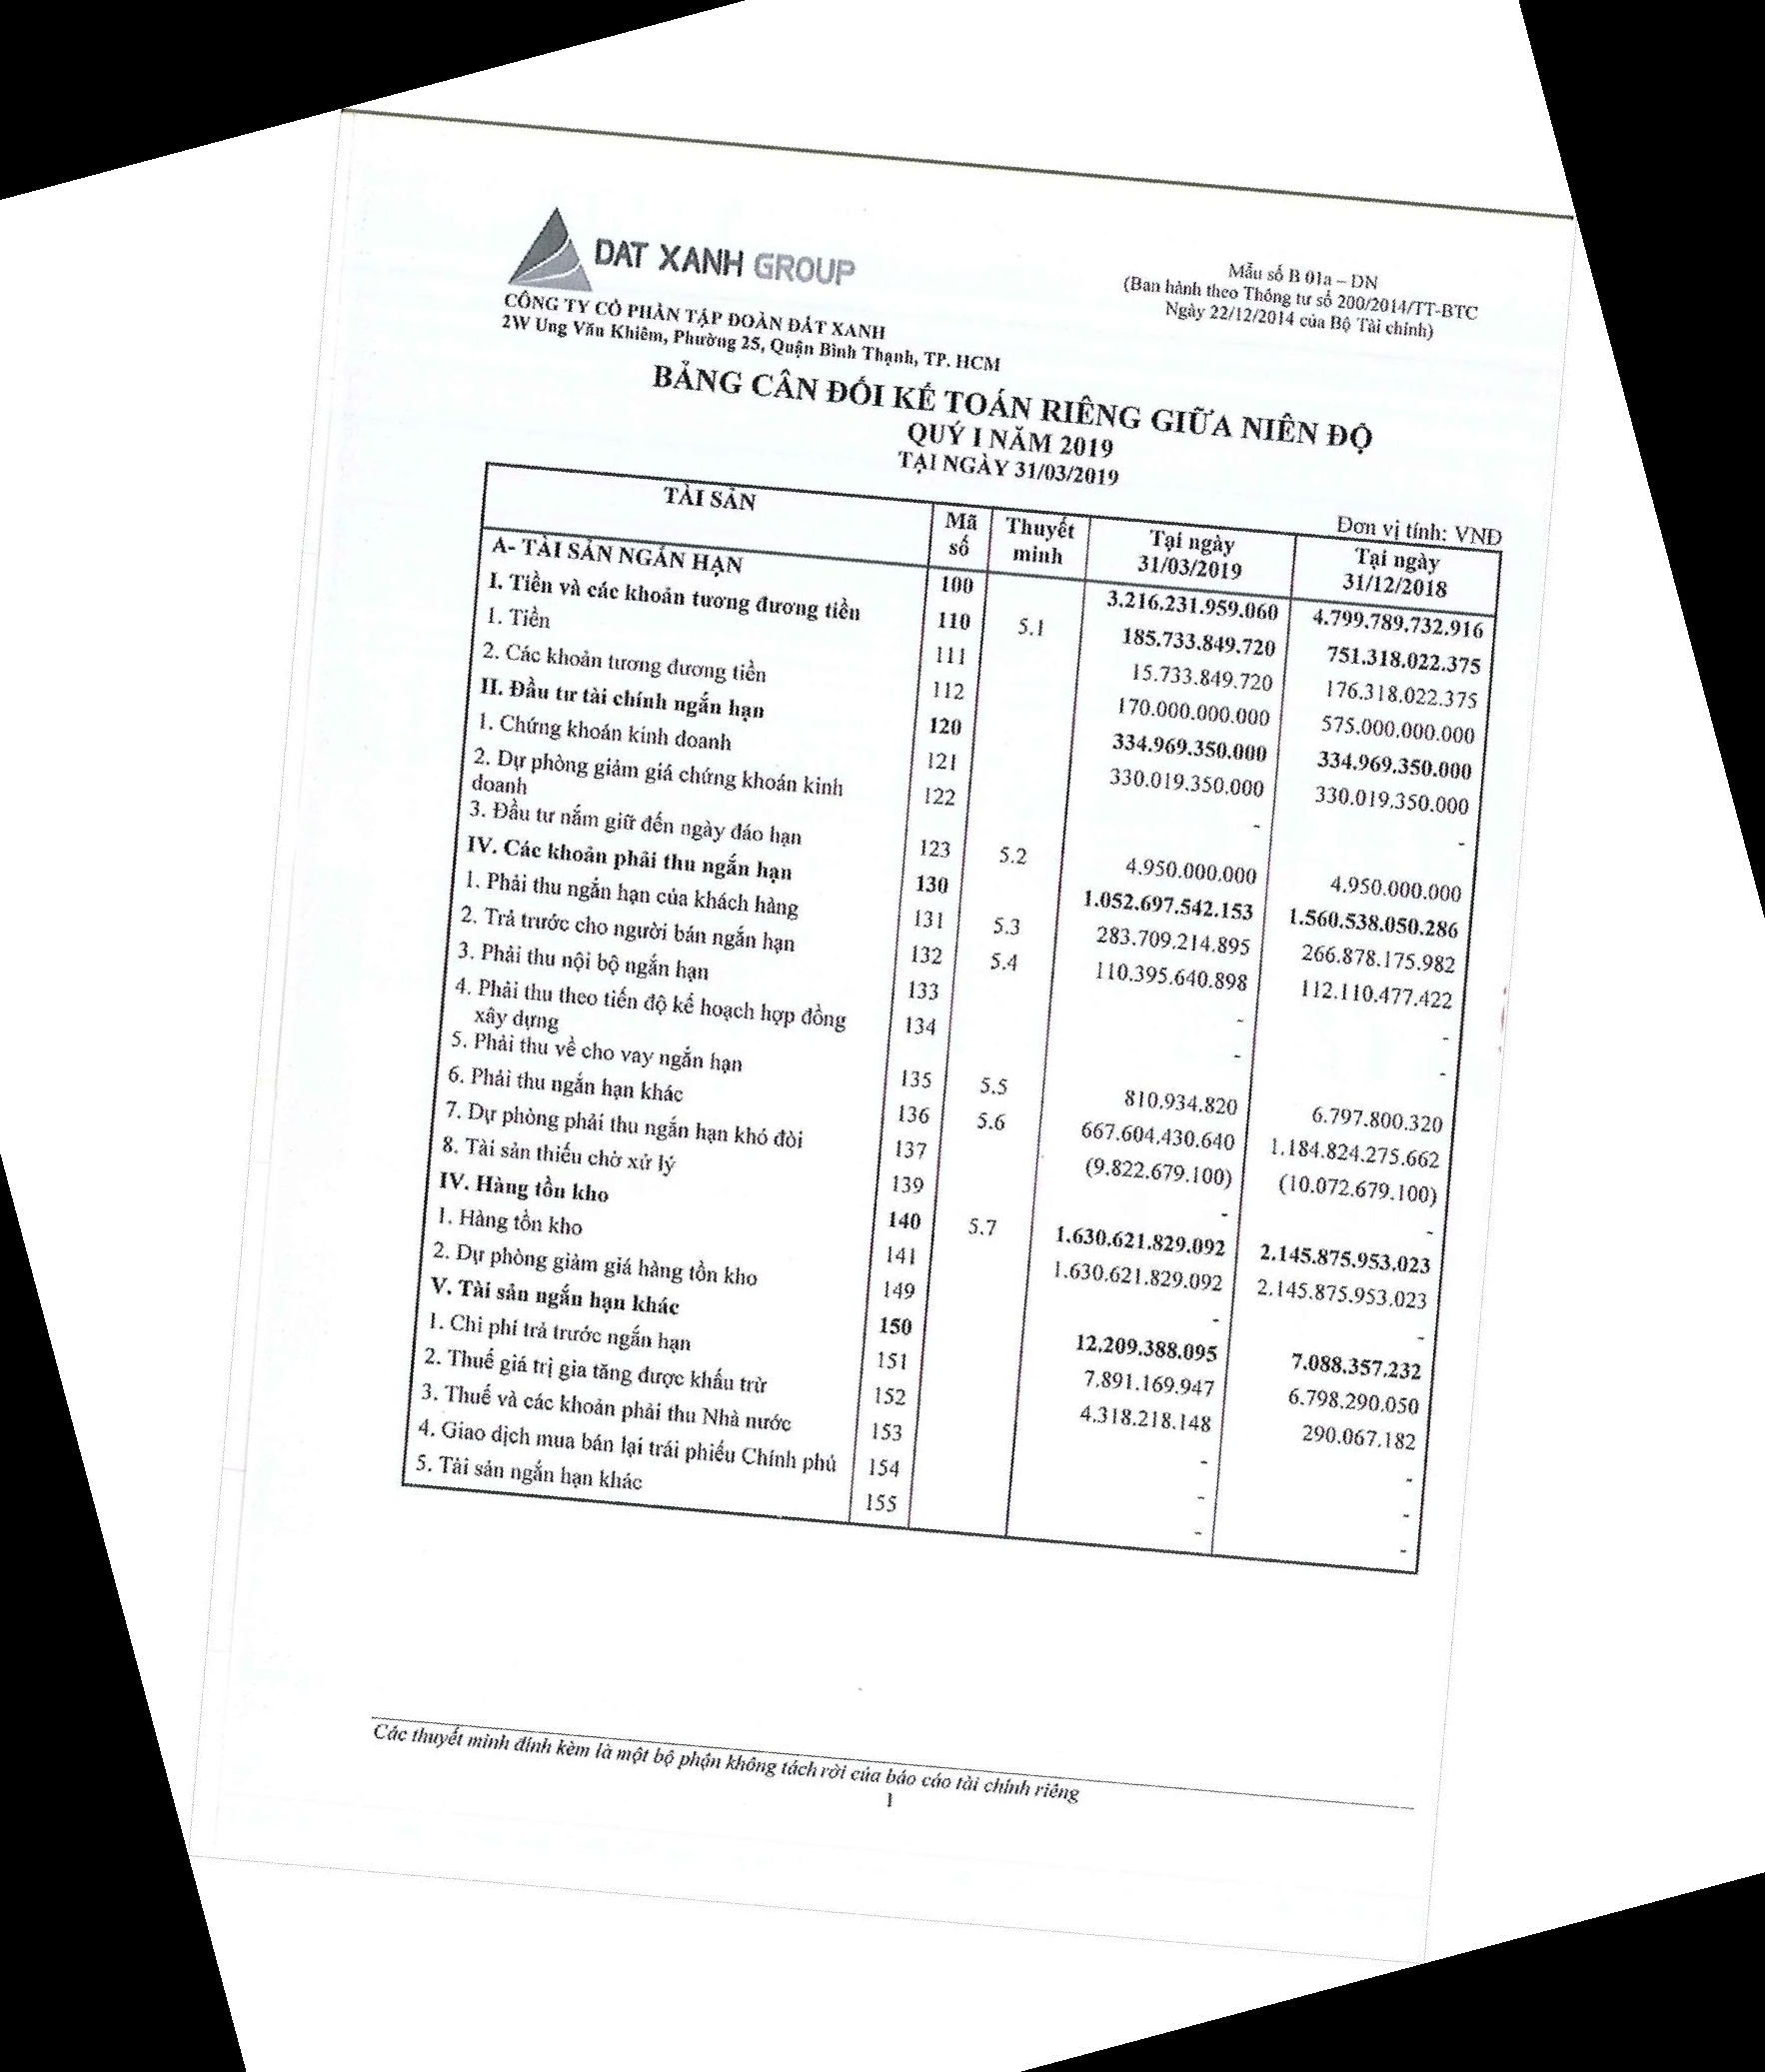 DAT XANH GROUP
CÔNG TY CỔ PHẦN TẬP ĐOÀN ĐẤT XANH
2W Ung Văn Khiêm, Phường 25, Quận Bình Thạnh, TP. HCM
Mẫu số B 01a – DN
(Ban hành theo Thông tư số 200/2014/TT-BTC
Ngày 22/12/2014 của Bộ Tài chính)
BẢNG CÂN ĐỐI KẾ TOÁN RIÊNG GIỮA NIÊN ĐỘ
QUÝ I NĂM 2019
TẠI NGÀY 31/03/2019
Đơn vị tính: VNĐ
TÀI SẢN Mã số Thuyết minh Tại ngày 31/03/2019 Tại ngày 31/12/2018
A- TÀI SẢN NGẮN HẠN 100 3.216.231.959.060 4.799.789.732.916
I. Tiền và các khoản tương đương tiền 110 5.1 185.733.849.720 751.318.022.375
1. Tiền 111 15.733.849.720 176.318.022.375
2. Các khoản tương đương tiền 112 170.000.000.000 575.000.000.000
II. Đầu tư tài chính ngắn hạn 120 334.969.350.000 334.969.350.000
1. Chứng khoán kinh doanh 121 330.019.350.000 330.019.350.000
2. Dự phòng giảm giá chứng khoán kinh doanh 122 - -
3. Đầu tư nắm giữ đến ngày đáo hạn 123 5.2 4.950.000.000 4.950.000.000
IV. Các khoản phải thu ngắn hạn 130 1.052.697.542.153 1.560.538.050.286
1. Phải thu ngắn hạn của khách hàng 131 5.3 283.709.214.895 266.878.175.982
2. Trả trước cho người bán ngắn hạn 132 5.4 110.395.640.898 112.110.477.422
3. Phải thu nội bộ ngắn hạn 133 - -
4. Phải thu theo tiến độ kế hoạch hợp đồng xây dựng 134 - -
5. Phải thu về cho vay ngắn hạn 135 5.5 810.934.820 6.797.800.320
6. Phải thu ngắn hạn khác 136 5.6 667.604.430.640 1.184.824.275.662
7. Dự phòng phải thu ngắn hạn khó đòi 137 (9.822.679.100) (10.072.679.100)
8. Tài sản thiếu chờ xử lý 139 - -
IV. Hàng tồn kho 140 5.7 1.630.621.829.092 2.145.875.953.023
1. Hàng tồn kho 141 1.630.621.829.092 2.145.875.953.023
2. Dự phòng giảm giá hàng tồn kho 149 - -
V. Tài sản ngắn hạn khác 150 12.209.388.095 7.088.357.232
1. Chi phí trả trước ngắn hạn 151 7.891.169.947 6.798.290.050
2. Thuế giá trị gia tăng được khấu trừ 152 4.318.218.148 290.067.182
3. Thuế và các khoản phải thu Nhà nước 153 - -
4. Giao dịch mua bán lại trái phiếu Chính phủ 154 - -
5. Tài sản ngắn hạn khác 155 - -
Các thuyết minh đính kèm là một bộ phận không tách rời của báo cáo tài chính riêng
1